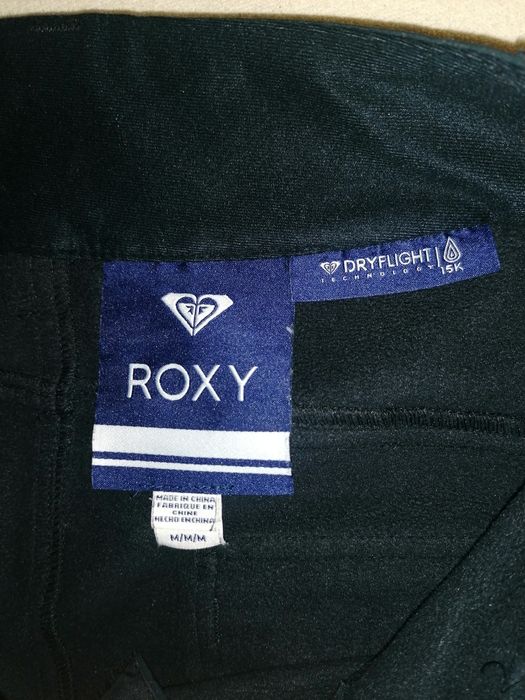 DRYFLIGHT
TECHNOLOGY 15K
ROXY
MADE IN CHINA
FABRIQUE EN
CHINE
HECHO EN CHINA
M/M/M